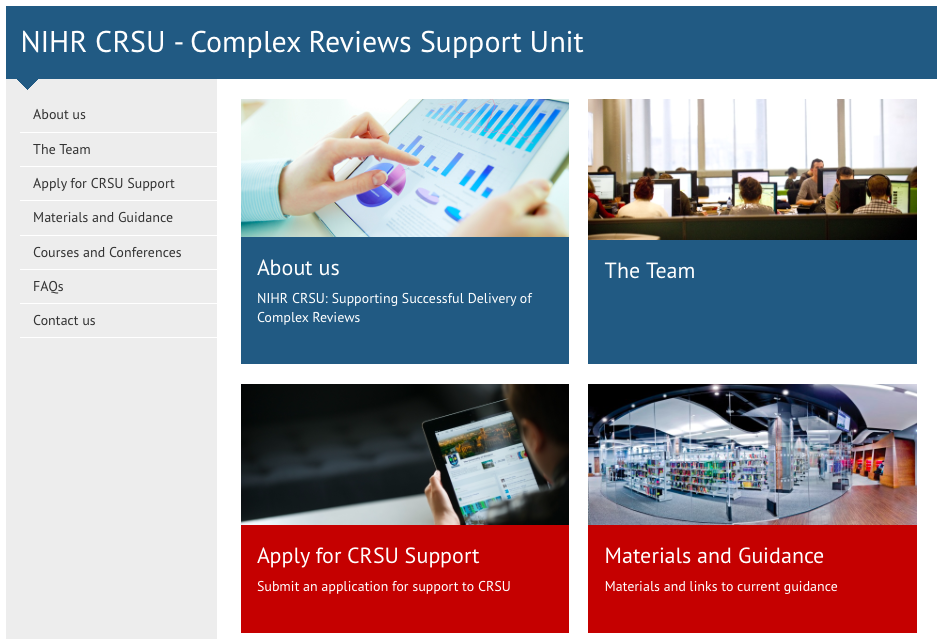 NIHR CRSU - Complex Reviews Support Unit
About us
The Team
Apply for CRSU Support
Materials and Guidance
Courses and Conferences
FAQs
Contact us
About us
NIHR CRSU: Supporting Successful Delivery of
Complex Reviews
The Team
Apply for CRSU Support
Submit an application for support to CRSU
Materials and Guidance
Materials and links to current guidance